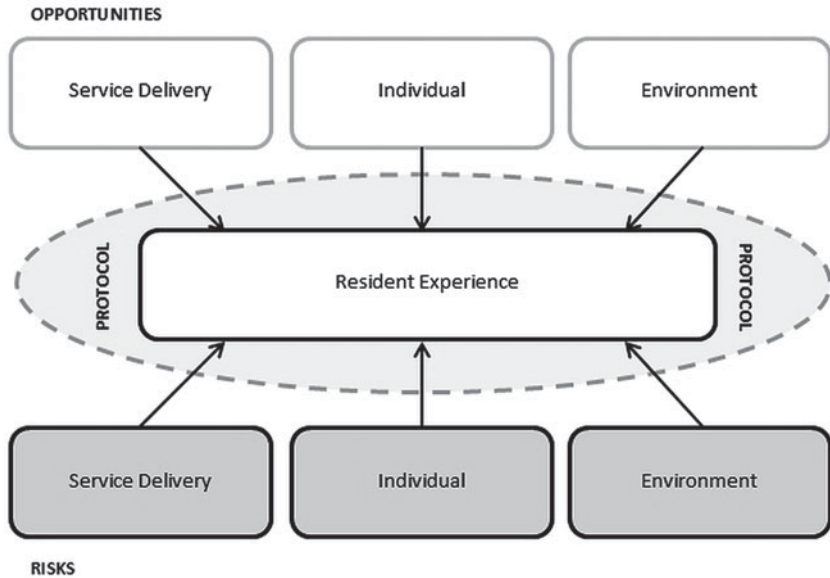 OPPORTUNITIES
Service Delivery
Individual
Environment
PROTOCOL
Resident Experience
PROTOCOL
Service Delivery
Individual
Environment
RISKS